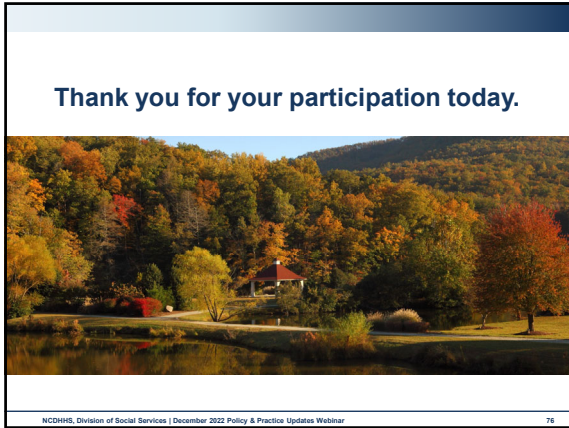 Thank you for your participation today.
NCDHHS, Division of Social Services | December 2022 Policy & Practice Updates Webinar 76